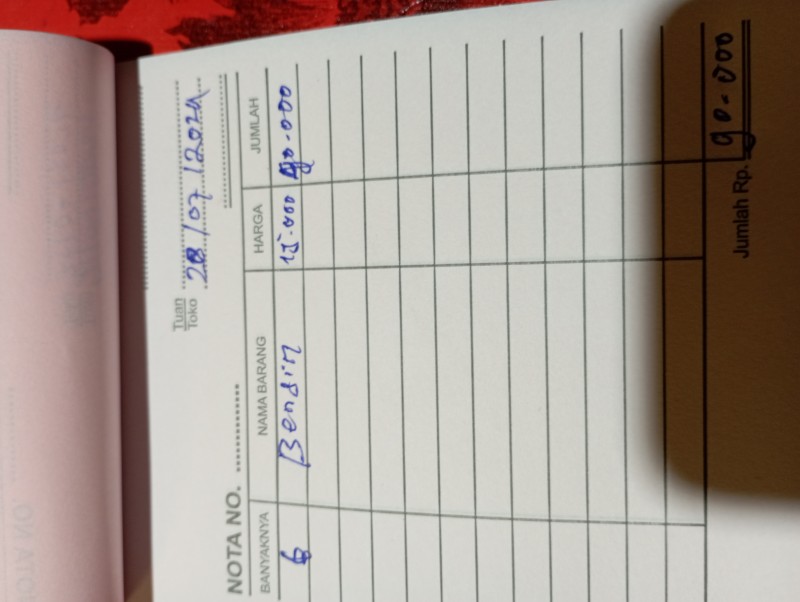 Tuan
Toko
28/07/2024
NOTA NO.
BANYAKNYA NAMA BARANG HARGA JUMLAH
6 Bensin 15.000 90.000
Jumlah Rp. 90.000